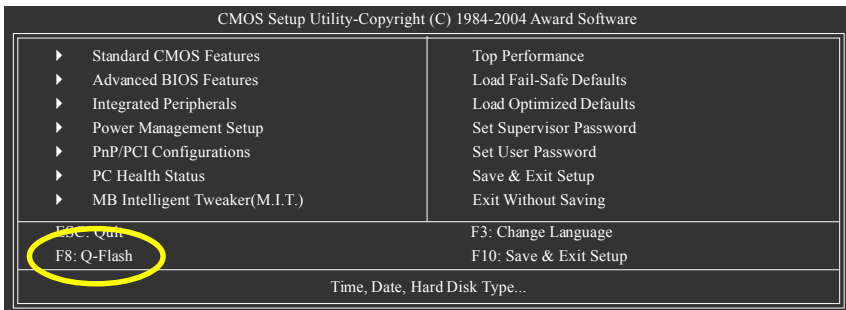 CMOS Setup Utility-Copyright (C) 1984-2004 Award Software
Standard CMOS Features
Advanced BIOS Features
Integrated Peripherals
Power Management Setup
PnP/PCI Configurations
PC Health Status
MB Intelligent Tweaker(M.I.T.)
Top Performance
Load Fail-Safe Defaults
Load Optimized Defaults
Set Supervisor Password
Set User Password
Save & Exit Setup
Exit Without Saving
ESC: Quit
F3: Change Language
F8: Q-Flash
F10: Save & Exit Setup
Time, Date, Hard Disk Type...